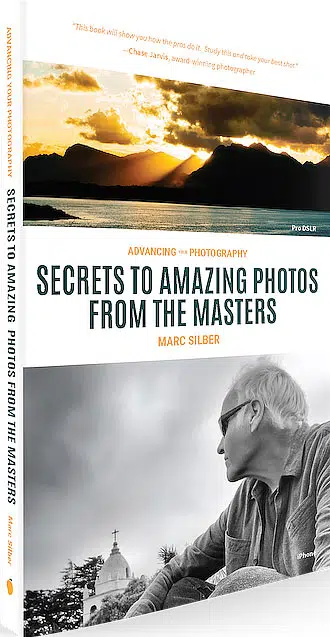 "This book will show you how the pros do it. Study this and take your best shot."
—Chase Jarvis, award-winning photographer
Pro DSLR
ADVANCING YOUR PHOTOGRAPHY
SECRETS TO AMAZING PHOTOS
FROM THE MASTERS
MARC SILBER
iPhone
ADVANCING YOUR PHOTOGRAPHY SECRETS TO AMAZING PHOTOS FROM THE MASTERS Marc Silber